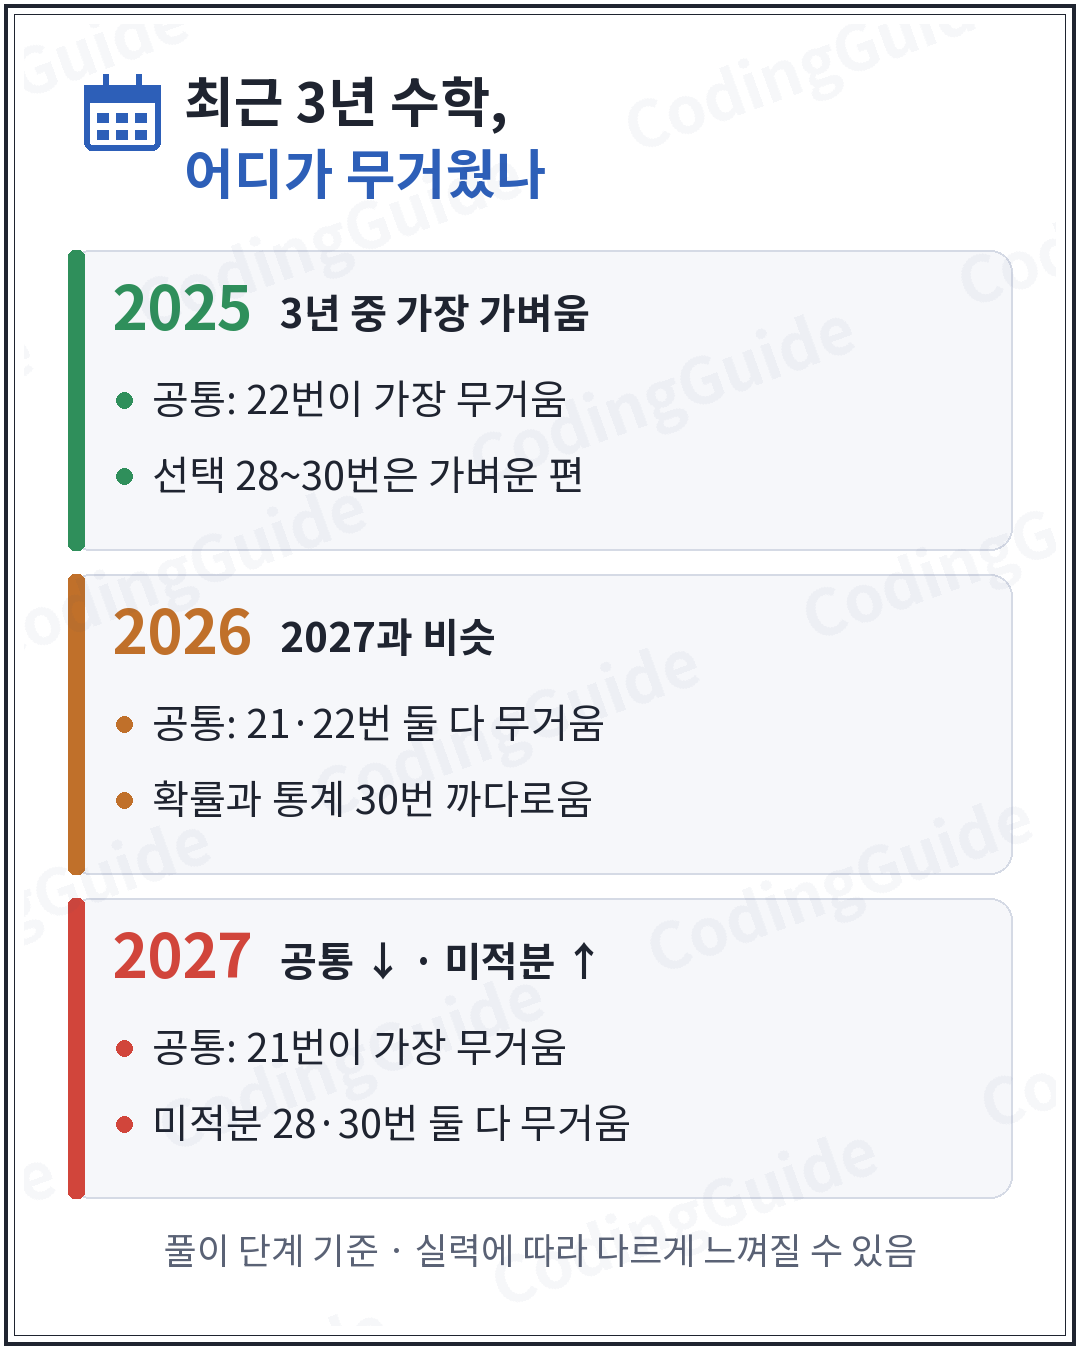 최근 3년 수학,
어디가 무거웠나
2025 3년 중 가장 가벼움
공통: 22번이 가장 무거움
선택 28~30번은 가벼운 편
2026 2027과 비슷
공통: 21·22번 둘 다 무거움
확률과 통계 30번 까다로움
2027 공통 ↓ · 미적분 ↑
공통: 21번이 가장 무거움
미적분 28·30번 둘 다 무거움
풀이 단계 기준 · 실력에 따라 다르게 느껴질 수 있음
CodingGuide